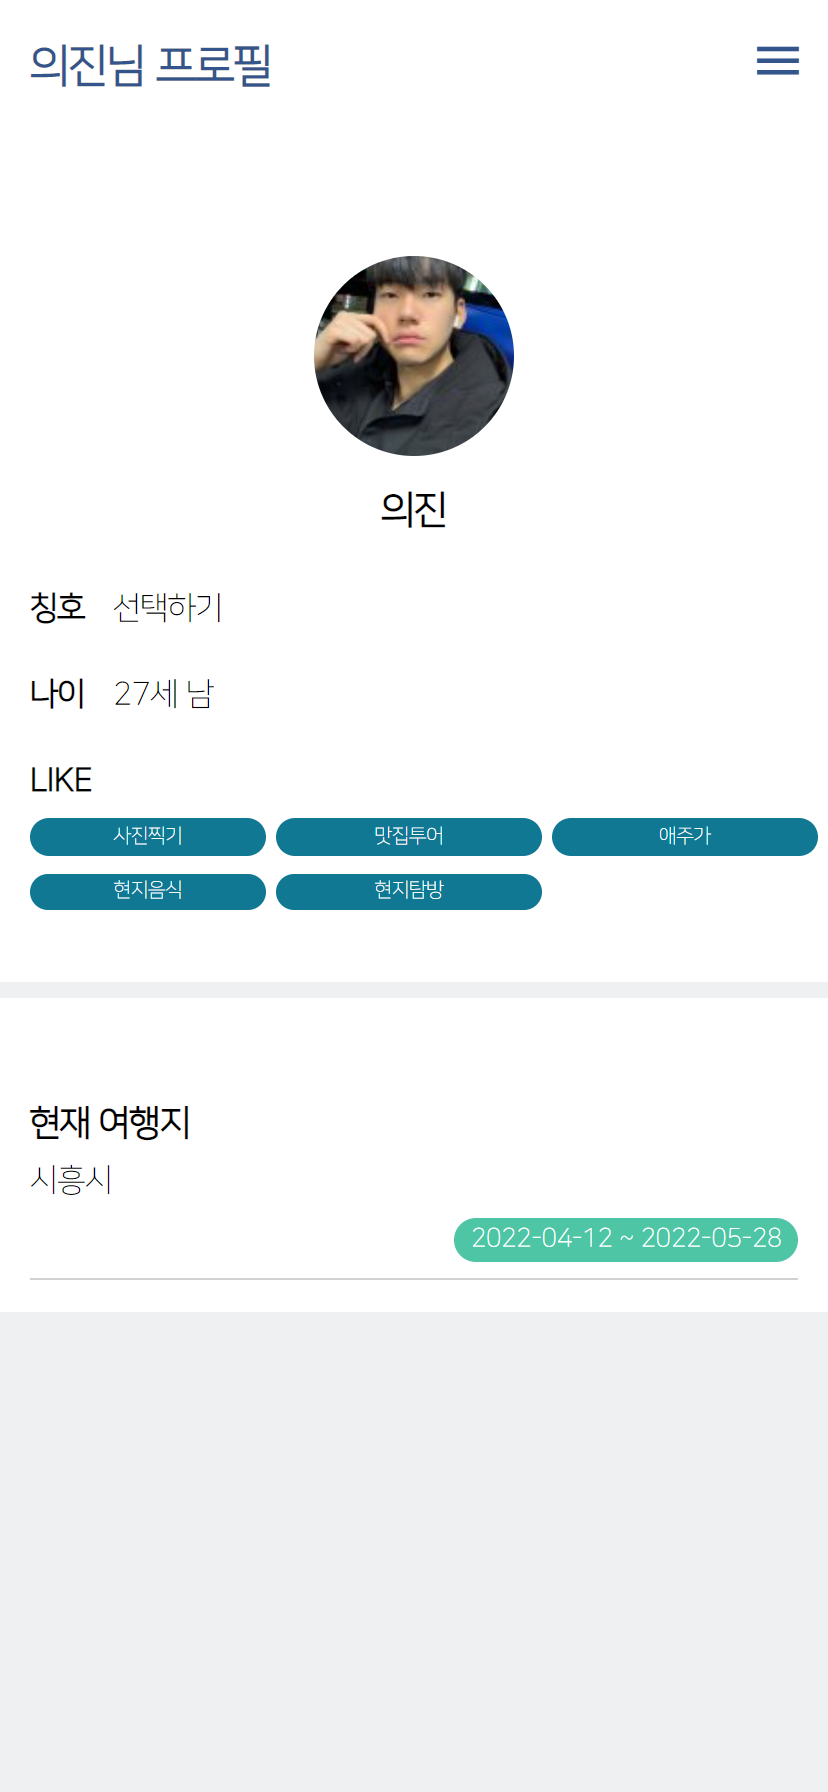 의진님 프로필
의진
칭호 선택하기
나이 27세 남
LIKE
사진찍기 맛집투어 애주가
현지음식 현지탐방
현재 여행지
시흥시
2022-04-12 ~ 2022-05-28